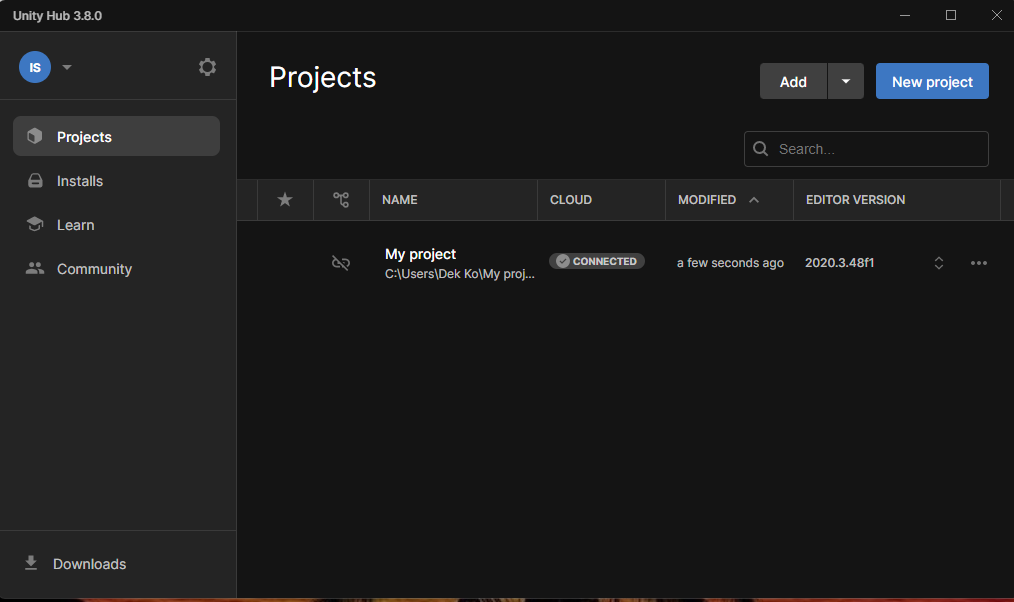 Unity Hub 3.8.0
IS
Projects
Installs
Learn
Community
Downloads
Projects
Add
New project
Search...
NAME
CLOUD
MODIFIED
EDITOR VERSION
My project
C:\Users\Dek Ko\My proj...
CONNECTED
a few seconds ago
2020.3.48f1